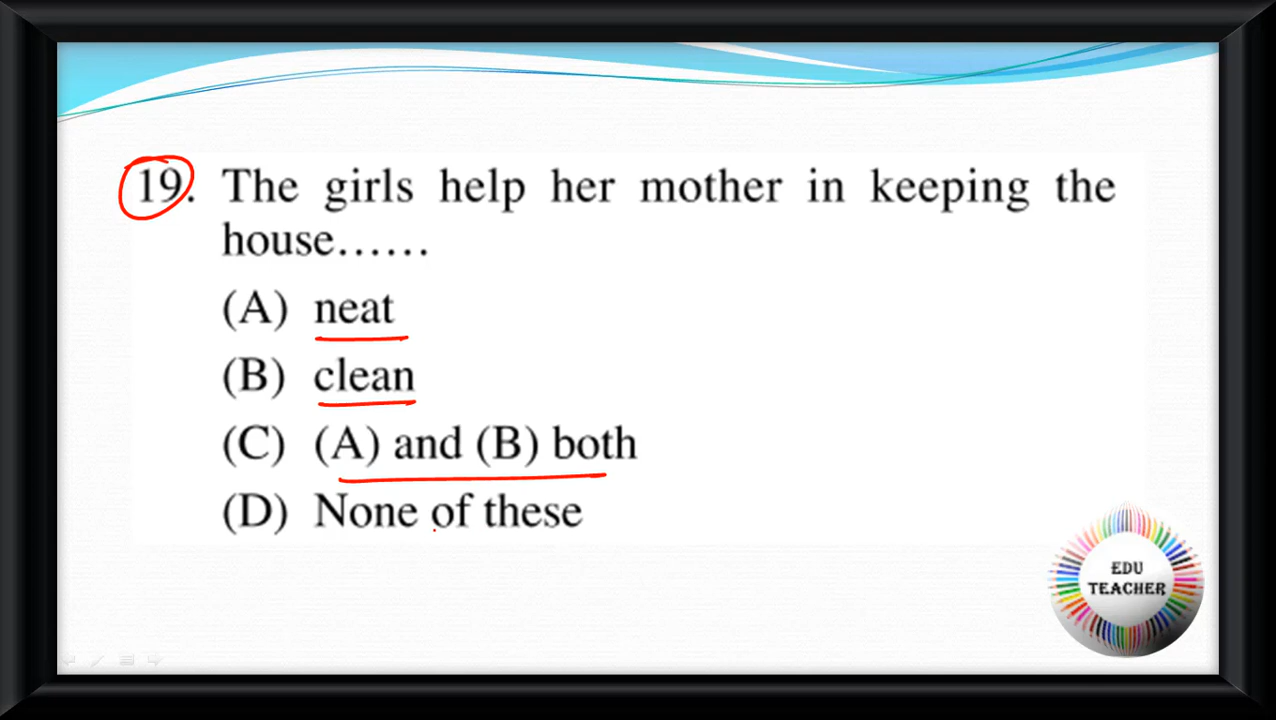 19. The girls help her mother in keeping the
house......
(A) neat
(B) clean
(C) (A) and (B) both
(D) None of these
EDU
TEACHER